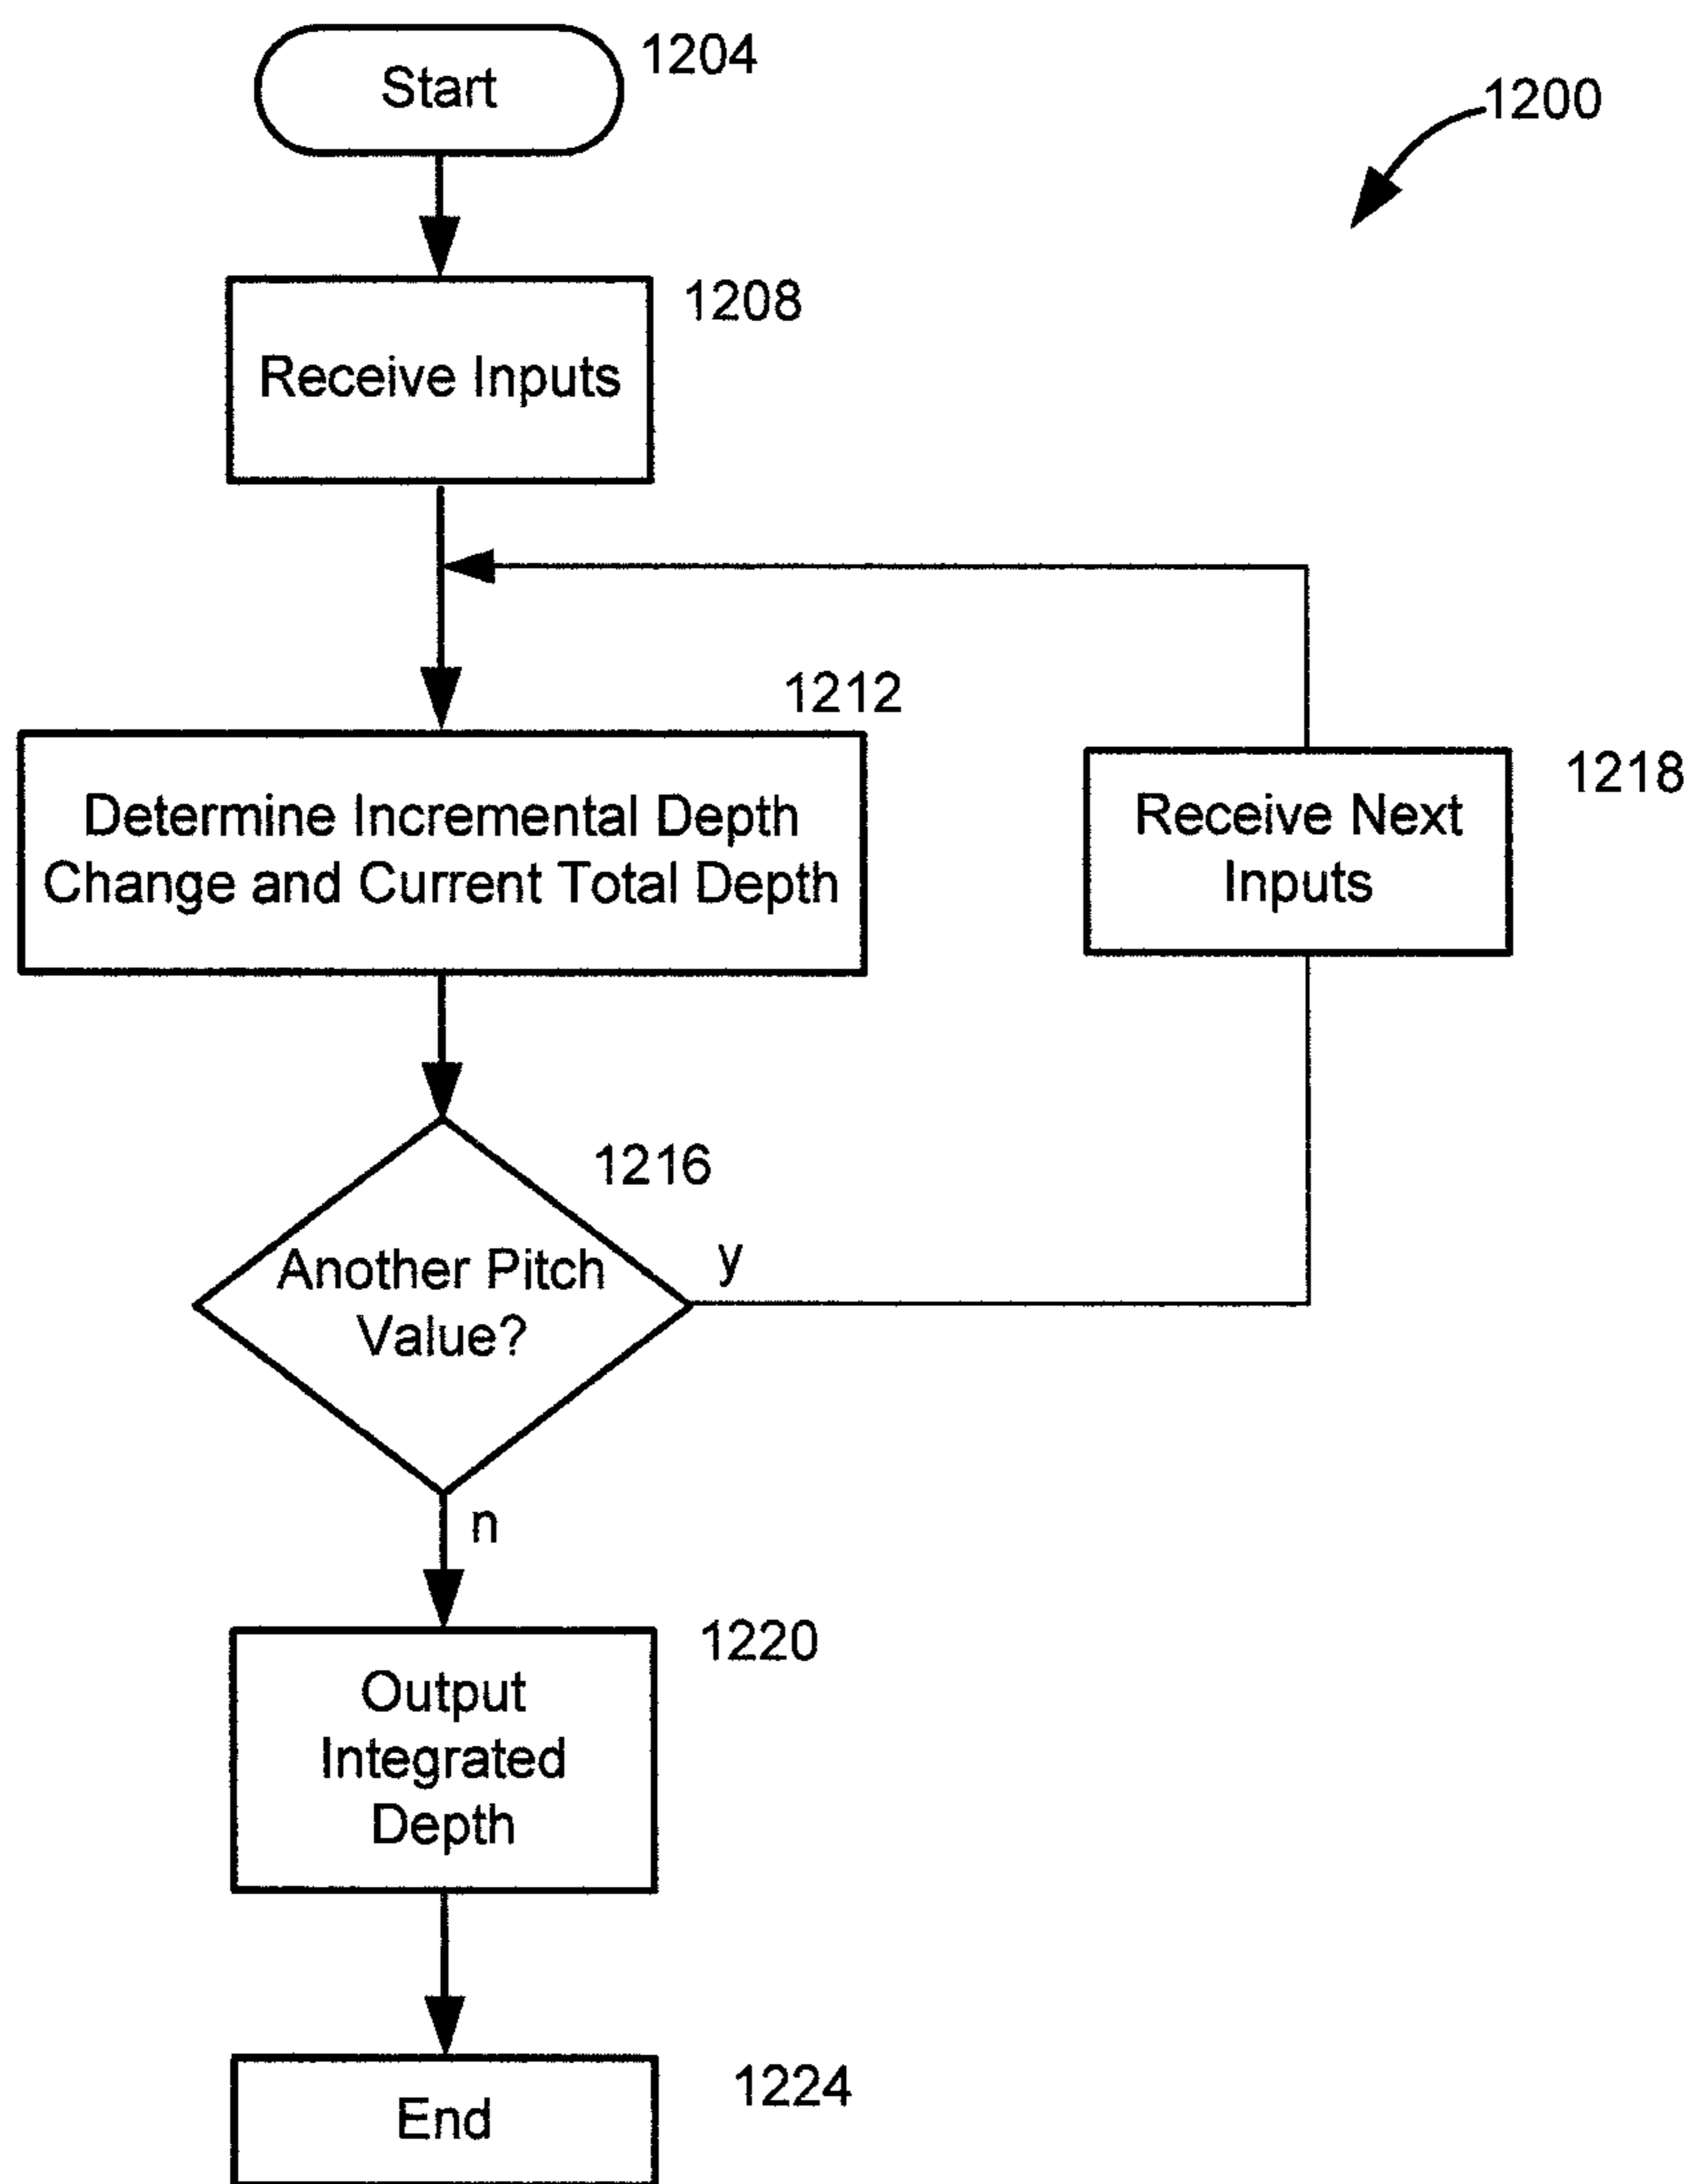 Start
1204
1200
Receive Inputs
1208
1212
Determine Incremental Depth
Change and Current Total Depth
1218
Receive Next
Inputs
1216
Another Pitch
Value?
y
n
1220
Output
Integrated
Depth
1224
End